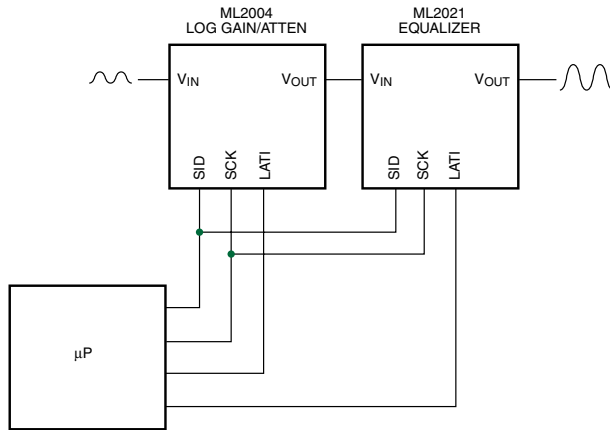 ML2004
LOG GAIN/ATTEN
ML2021
EQUALIZER
VIN
VOUT
VIN
VOUT
SID
SCK
LATI
SID
SCK
LATI
μP